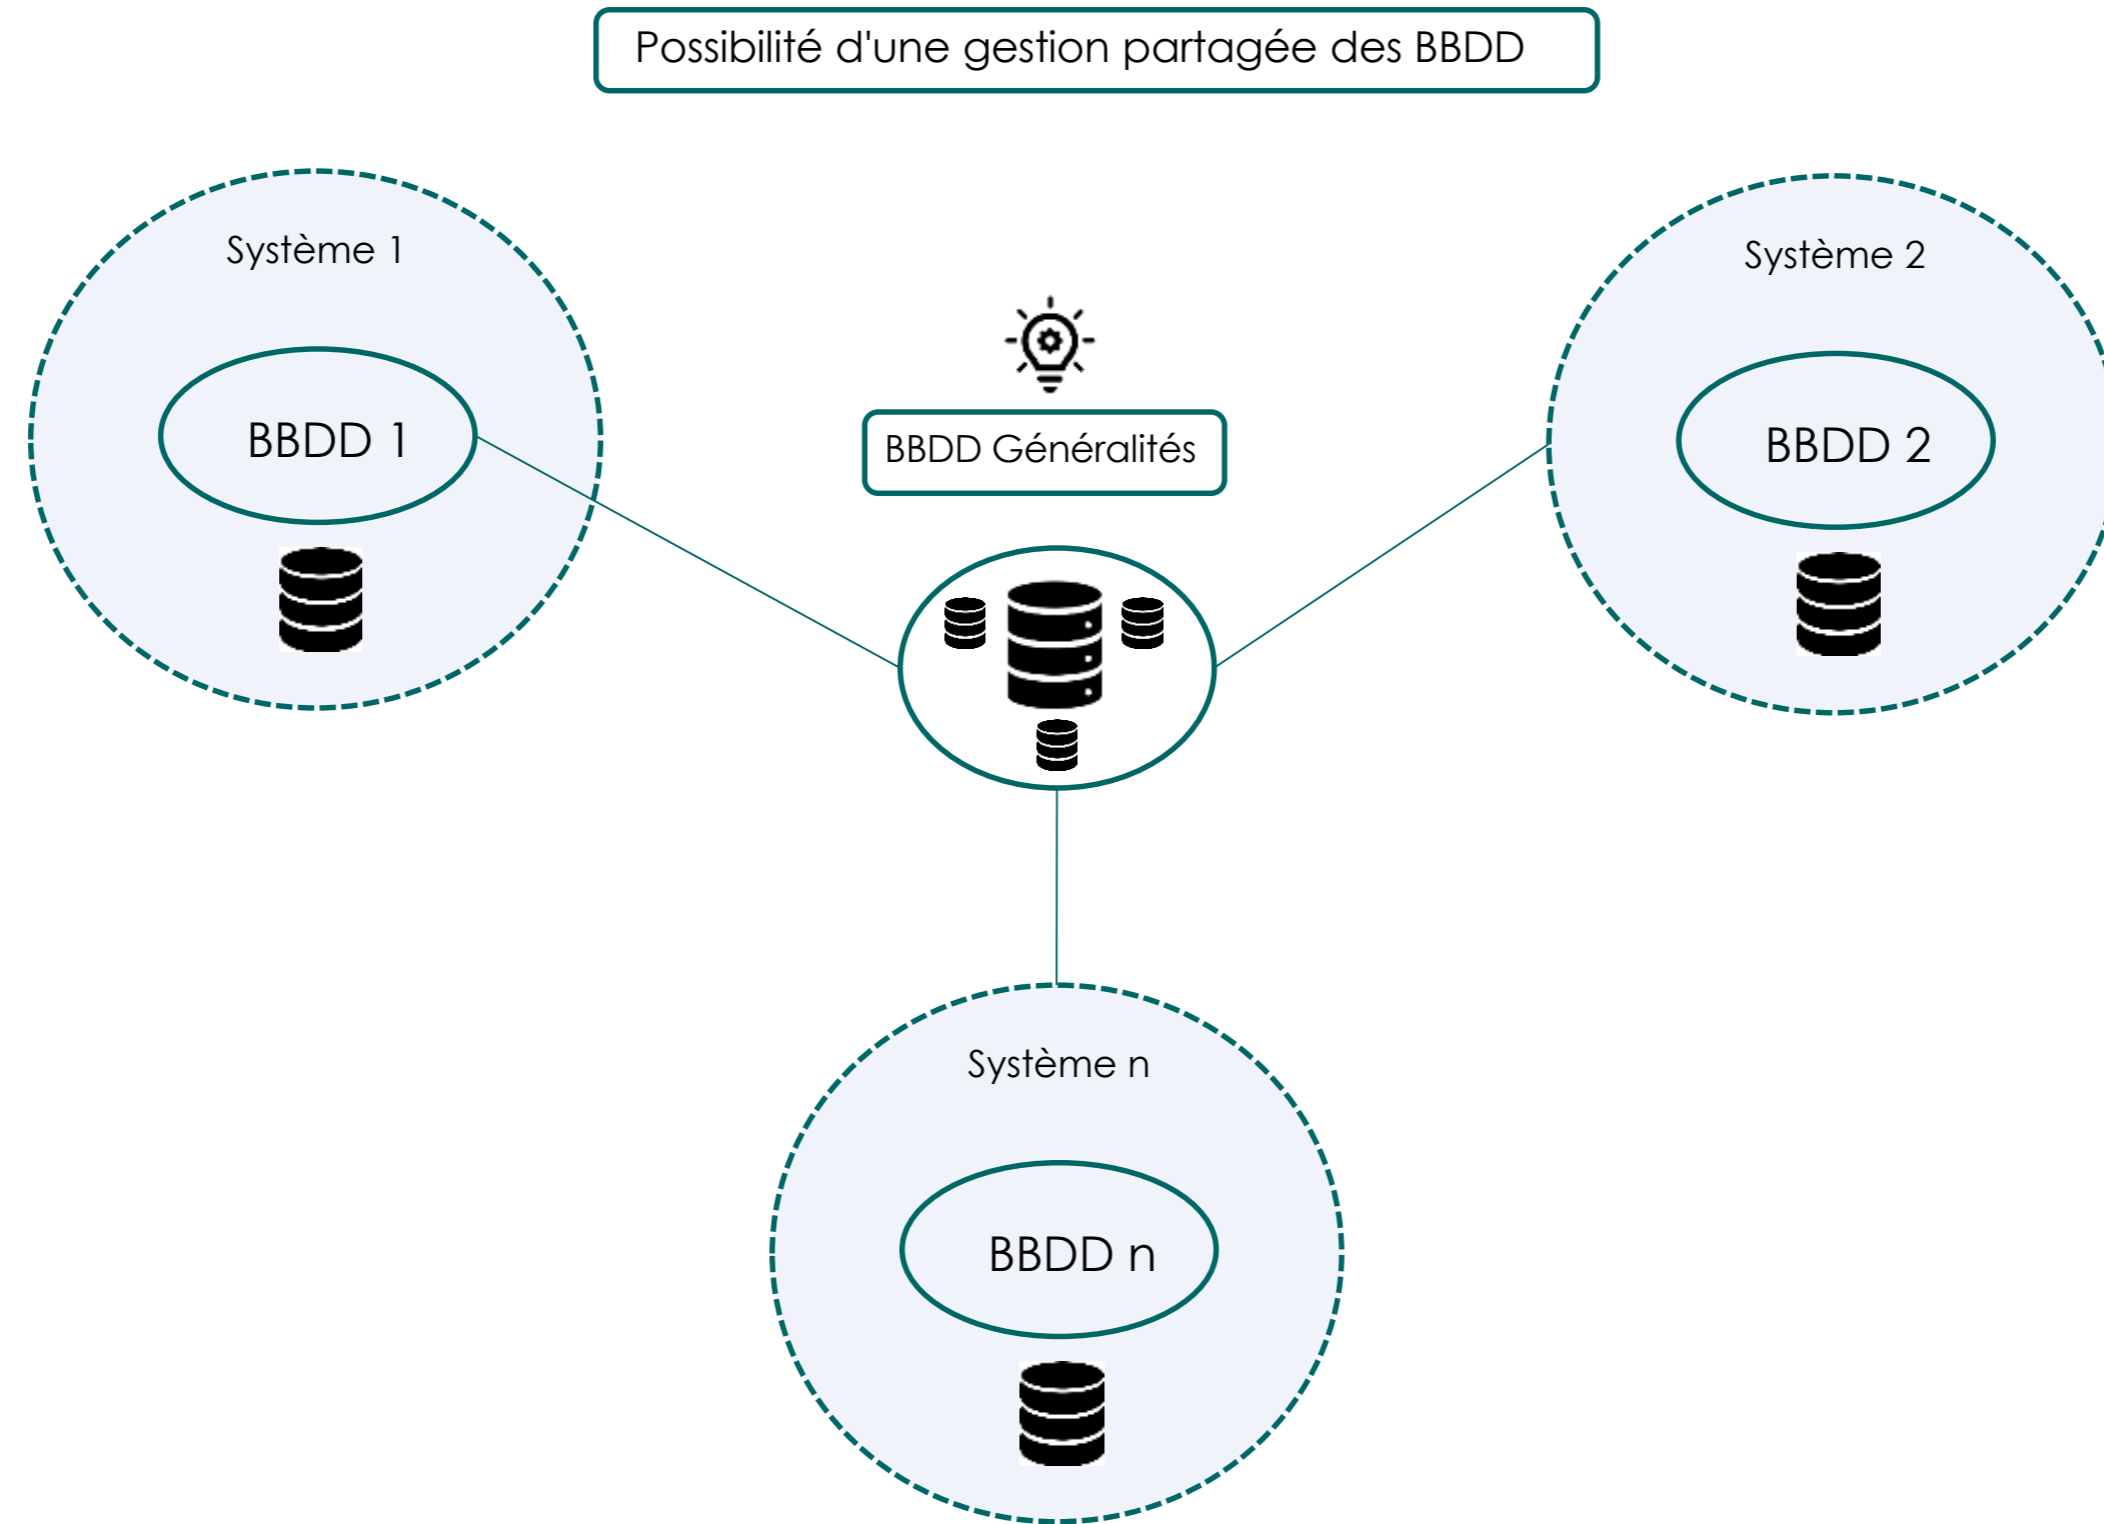 Possibilité d'une gestion partagée des BBDD
Système 1
Système 2
BBDD 1
BBDD Généralités
BBDD 2
Système n
BBDD n